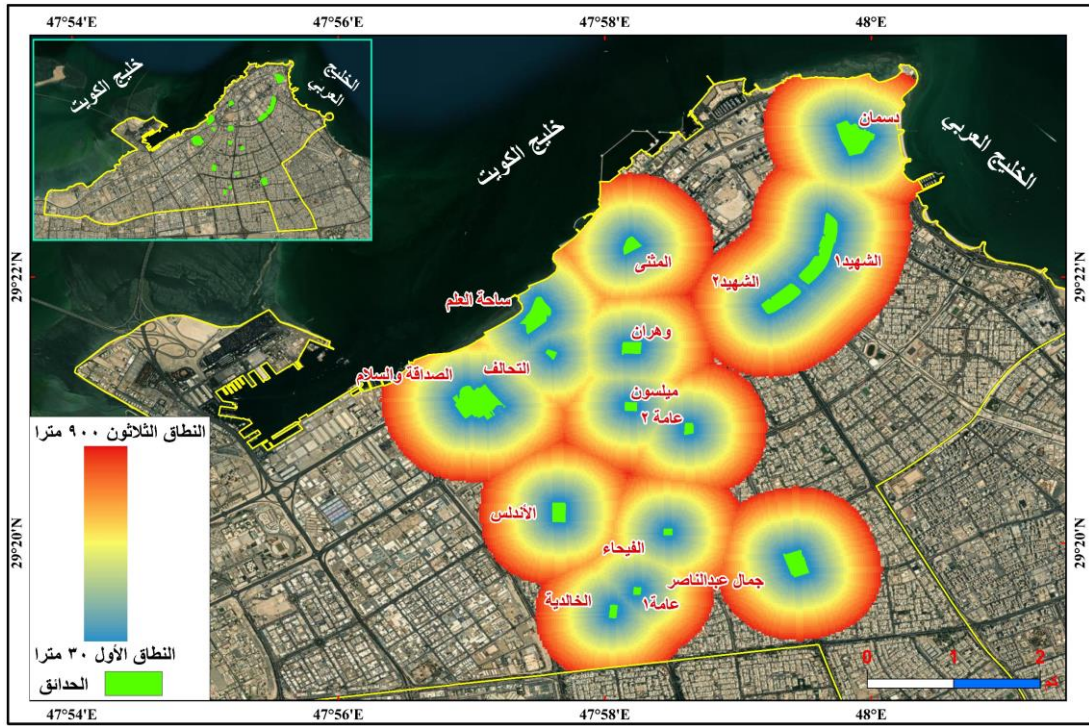 47°54'E
47°56'E
47°58'E
48°E
خليج الكويت
الخليج العربي
خليج الكويت
الخليج العربي
دسمان
المثنى
الشهيد١
الشهيد٢
29°22'N
29°22'N
ساحة العلم
وهران
التحالف
الصداقة والسلام
ميلسون
عامة ٢
النطاق الثلاثون ٩٠٠ مترا
الأندلس
الفيحاء
29°20'N
29°20'N
جمال عبدالناصر
عامة١
الخالدية
النطاق الأول ٣٠ مترا
الحدائق
0
1
2
47°54'E
47°56'E
47°58'E
48°E